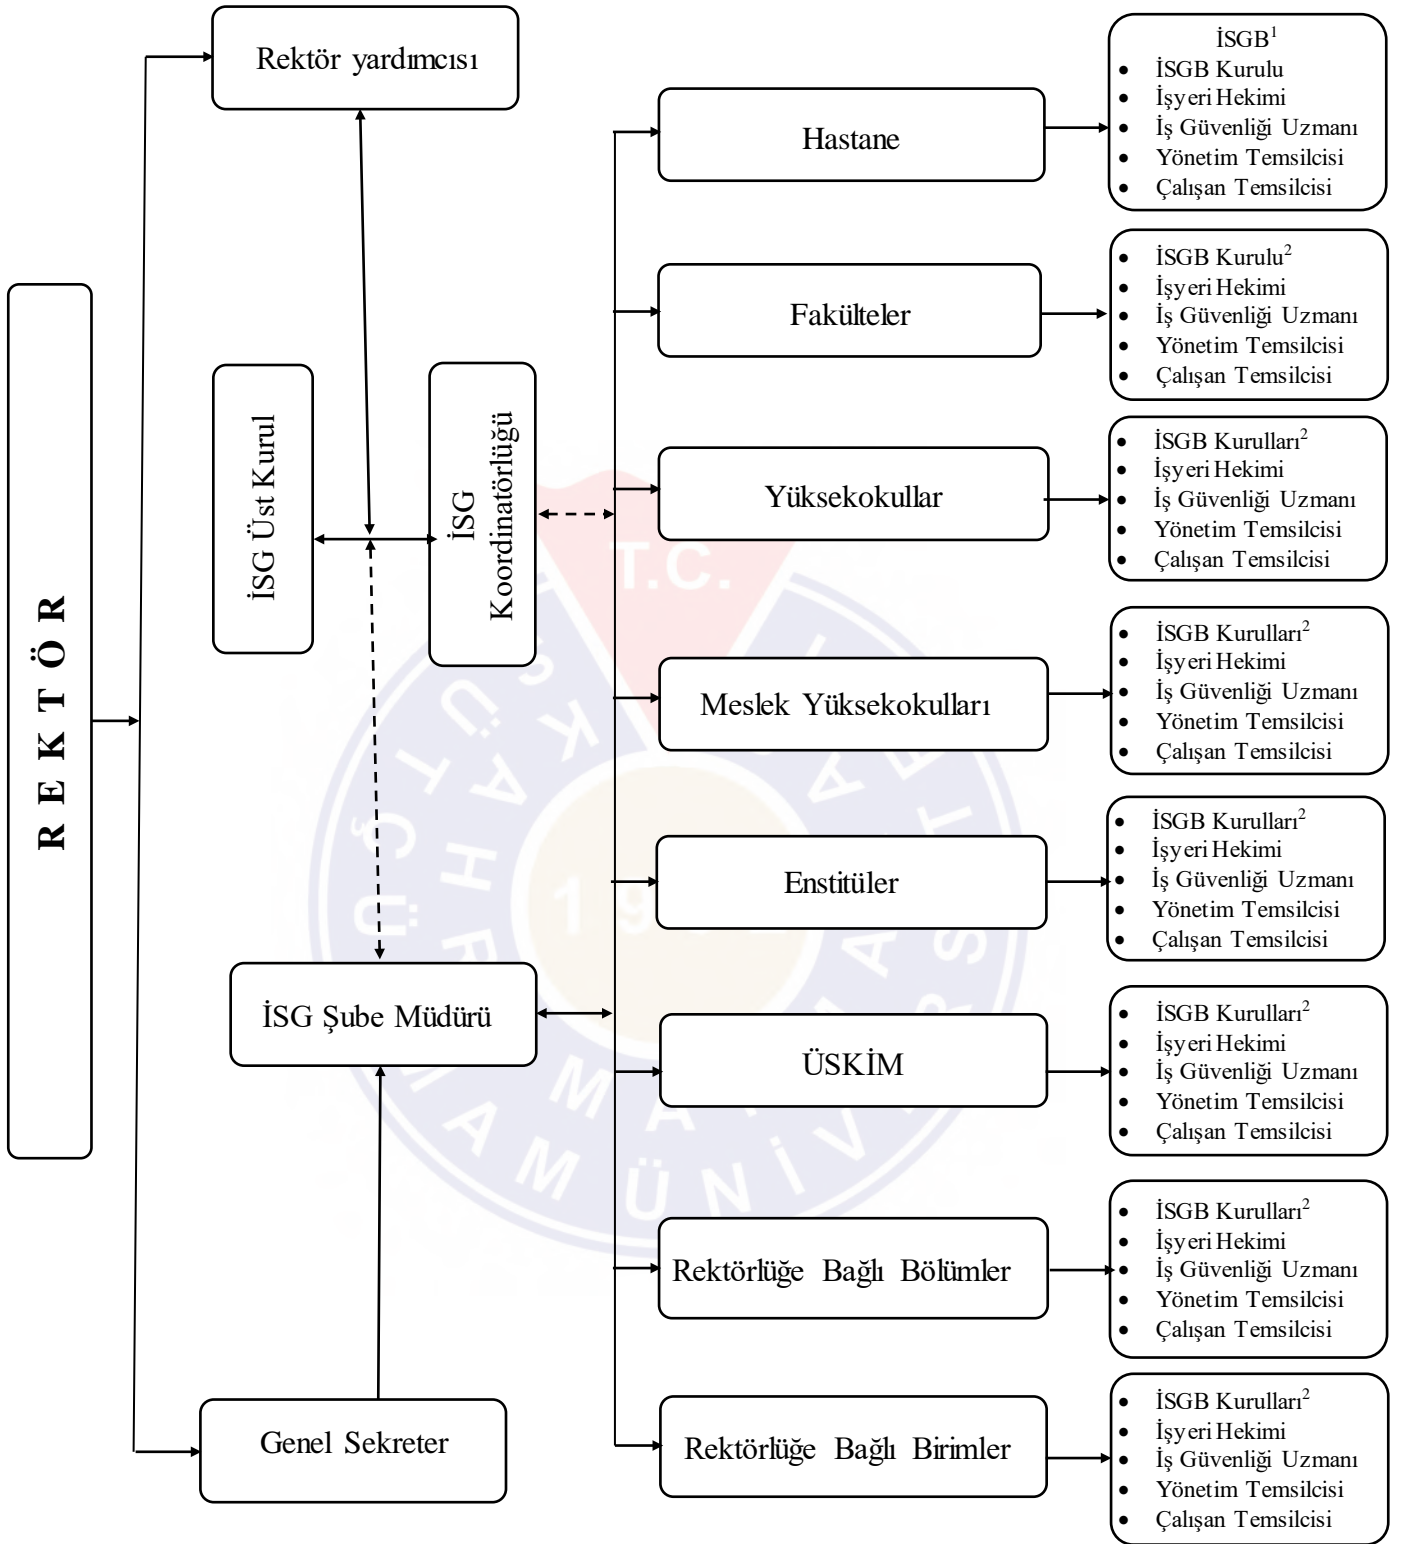 REKTÖR
Rektör yardımcısı
İSG Üst Kurul
İSG
Koordinatörlüğü
İSG Şube Müdürü
Genel Sekreter
Hastane
İSGB¹
• İSGB Kurulu
• İşyeri Hekimi
• İş Güvenliği Uzmanı
• Yönetim Temsilcisi
• Çalışan Temsilcisi
Fakülteler
• İSGB Kurulu²
• İşyeri Hekimi
• İş Güvenliği Uzmanı
• Yönetim Temsilcisi
• Çalışan Temsilcisi
Yüksekokullar
• İSGB Kurulları²
• İşyeri Hekimi
• İş Güvenliği Uzmanı
• Yönetim Temsilcisi
• Çalışan Temsilcisi
Meslek Yüksekokulları
• İSGB Kurulları²
• İşyeri Hekimi
• İş Güvenliği Uzmanı
• Yönetim Temsilcisi
• Çalışan Temsilcisi
Enstitüler
• İSGB Kurulları²
• İşyeri Hekimi
• İş Güvenliği Uzmanı
• Yönetim Temsilcisi
• Çalışan Temsilcisi
ÜSKİM
• İSGB Kurulları²
• İşyeri Hekimi
• İş Güvenliği Uzmanı
• Yönetim Temsilcisi
• Çalışan Temsilcisi
Rektörlüğe Bağlı Bölümler
• İSGB Kurulları²
• İşyeri Hekimi
• İş Güvenliği Uzmanı
• Yönetim Temsilcisi
• Çalışan Temsilcisi
Rektörlüğe Bağlı Birimler
• İSGB Kurulları²
• İşyeri Hekimi
• İş Güvenliği Uzmanı
• Yönetim Temsilcisi
• Çalışan Temsilcisi
T.C.